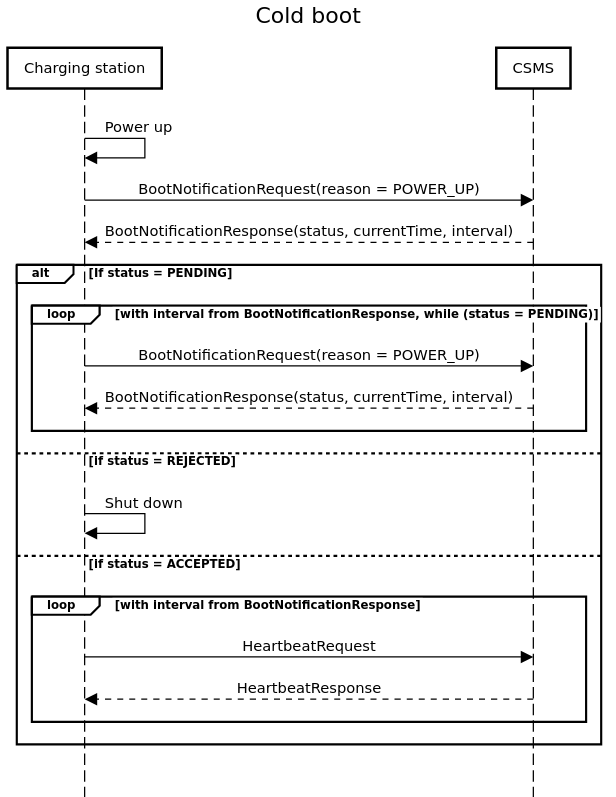 Cold boot
Charging station
CSMS
Power up
BootNotificationRequest(reason = POWER_UP)
BootNotificationResponse(status, currentTime, interval)
alt
[if status = PENDING]
loop
[with interval from BootNotificationResponse, while (status = PENDING)]
BootNotificationRequest(reason = POWER_UP)
BootNotificationResponse(status, currentTime, interval)
[if status = REJECTED]
Shut down
[if status = ACCEPTED]
loop
[with interval from BootNotificationResponse]
HeartbeatRequest
HeartbeatResponse